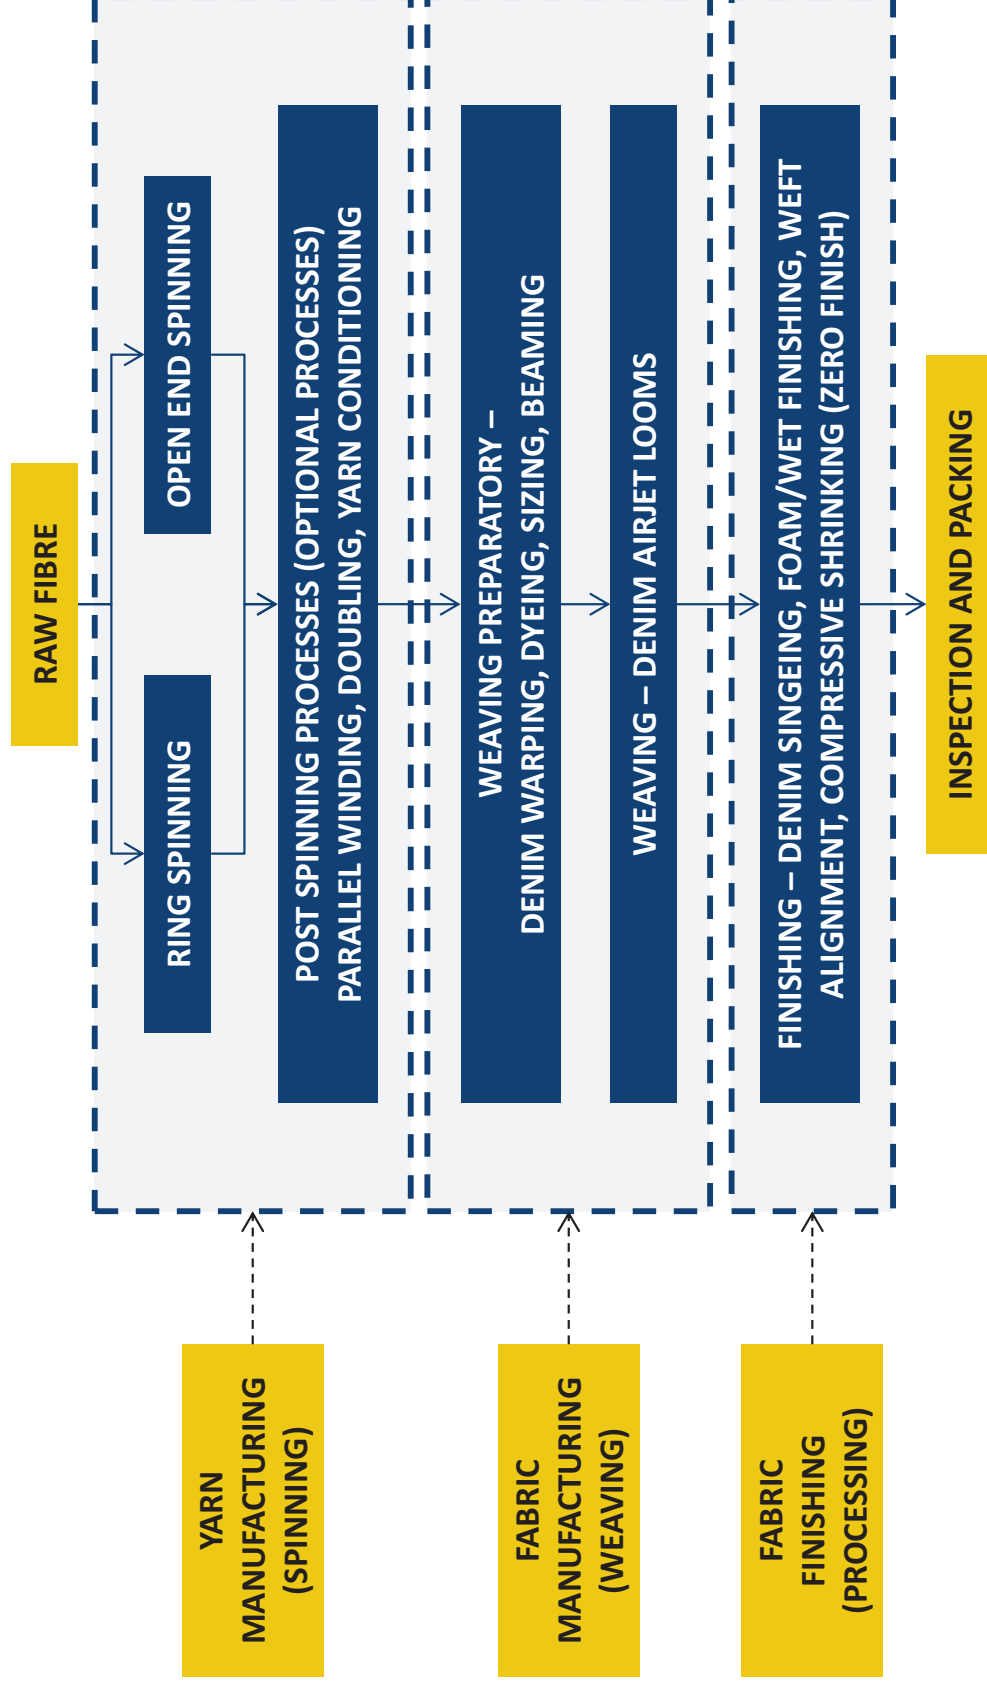 RAW FIBRE
YARN
MANUFACTURING
(SPINNING)
RING SPINNING
OPEN END SPINNING
POST SPINNING PROCESSES (OPTIONAL PROCESSES)
PARALLEL WINDING, DOUBLING, YARN CONDITIONING
FABRIC
MANUFACTURING
(WEAVING)
WEAVING PREPARATORY –
DENIM WARPING, DYEING, SIZING, BEAMING
WEAVING – DENIM AIRJET LOOMS
FABRIC
FINISHING
(PROCESSING)
FINISHING – DENIM SINGEING, FOAM/WET FINISHING, WEFT
ALIGNMENT, COMPRESSIVE SHRINKING (ZERO FINISH)
INSPECTION AND PACKING